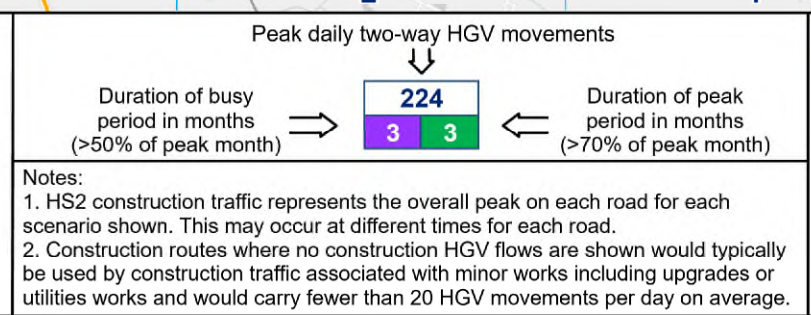 Peak daily two-way HGV movements
Duration of busy
period in months
(>50% of peak month)
224
3 3
Duration of peak
period in months
(>70% of peak month)
Notes:
1. HS2 construction traffic represents the overall peak on each road for each
scenario shown. This may occur at different times for each road.
2. Construction routes where no construction HGV flows are shown would typically
be used by construction traffic associated with minor works including upgrades or
utilities works and would carry fewer than 20 HGV movements per day on average.